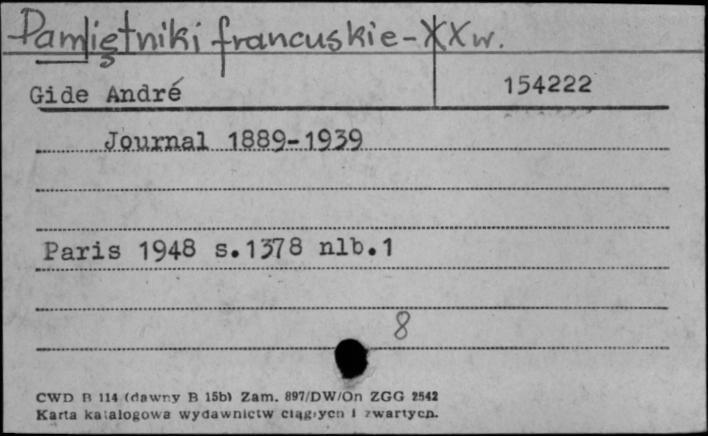 Pamiętniki francuskie - XX w.
Gide André 154222
Journal 1889-1939
Paris 1948 s.1378 nlb.1
8
CWD B 114 (dawny B 15b) Zam. 897/DW/On ZGG 2542
Karta katalogowa wydawnictw ciągłych i zwartych.